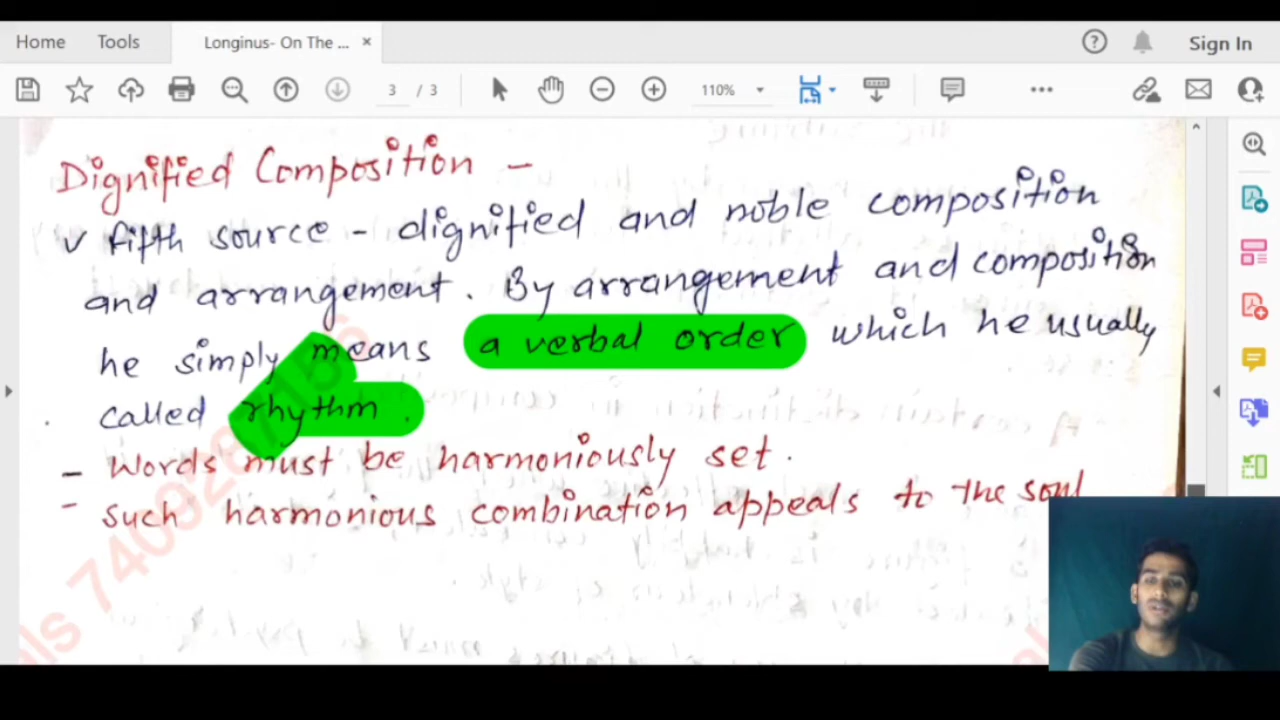 Home Tools Longinus- On The ... ×
Sign In
3 / 3 110%
Dignified Composition -
✓ fifth source - dignified and noble composition
and arrangement. By arrangement and composition
he simply means a verbal order which he usually
called rhythm.
- Words must be harmoniously set.
- Such harmonious combination appeals to the soul